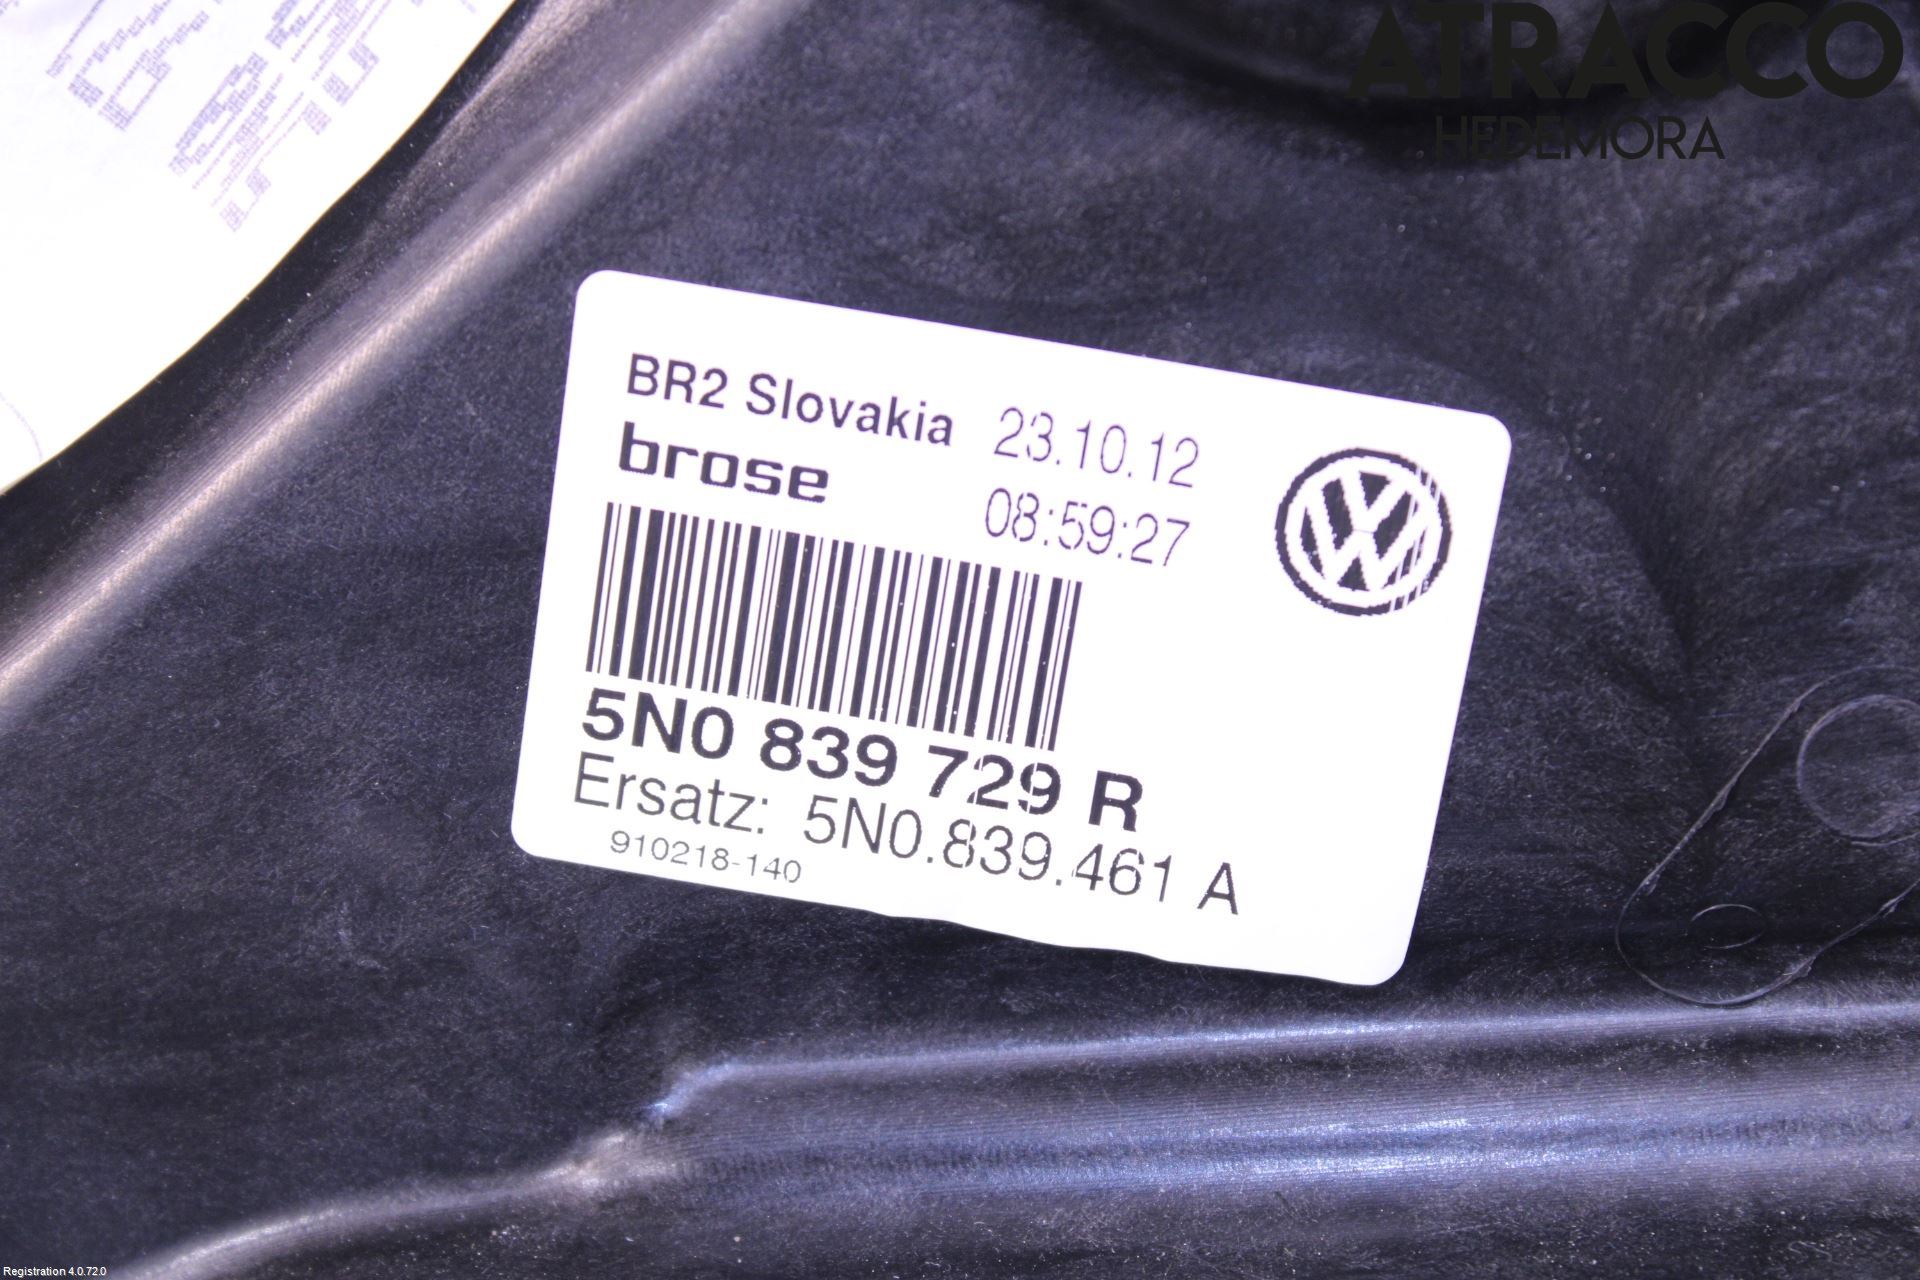 ATRACCO
HEDEMORA
BR2 Slovakia 23.10.12
brose 08:59:27
5N0 839 729 R
Ersatz: 5N0.839.461 A
910218-140
Registration 4.0.72.0